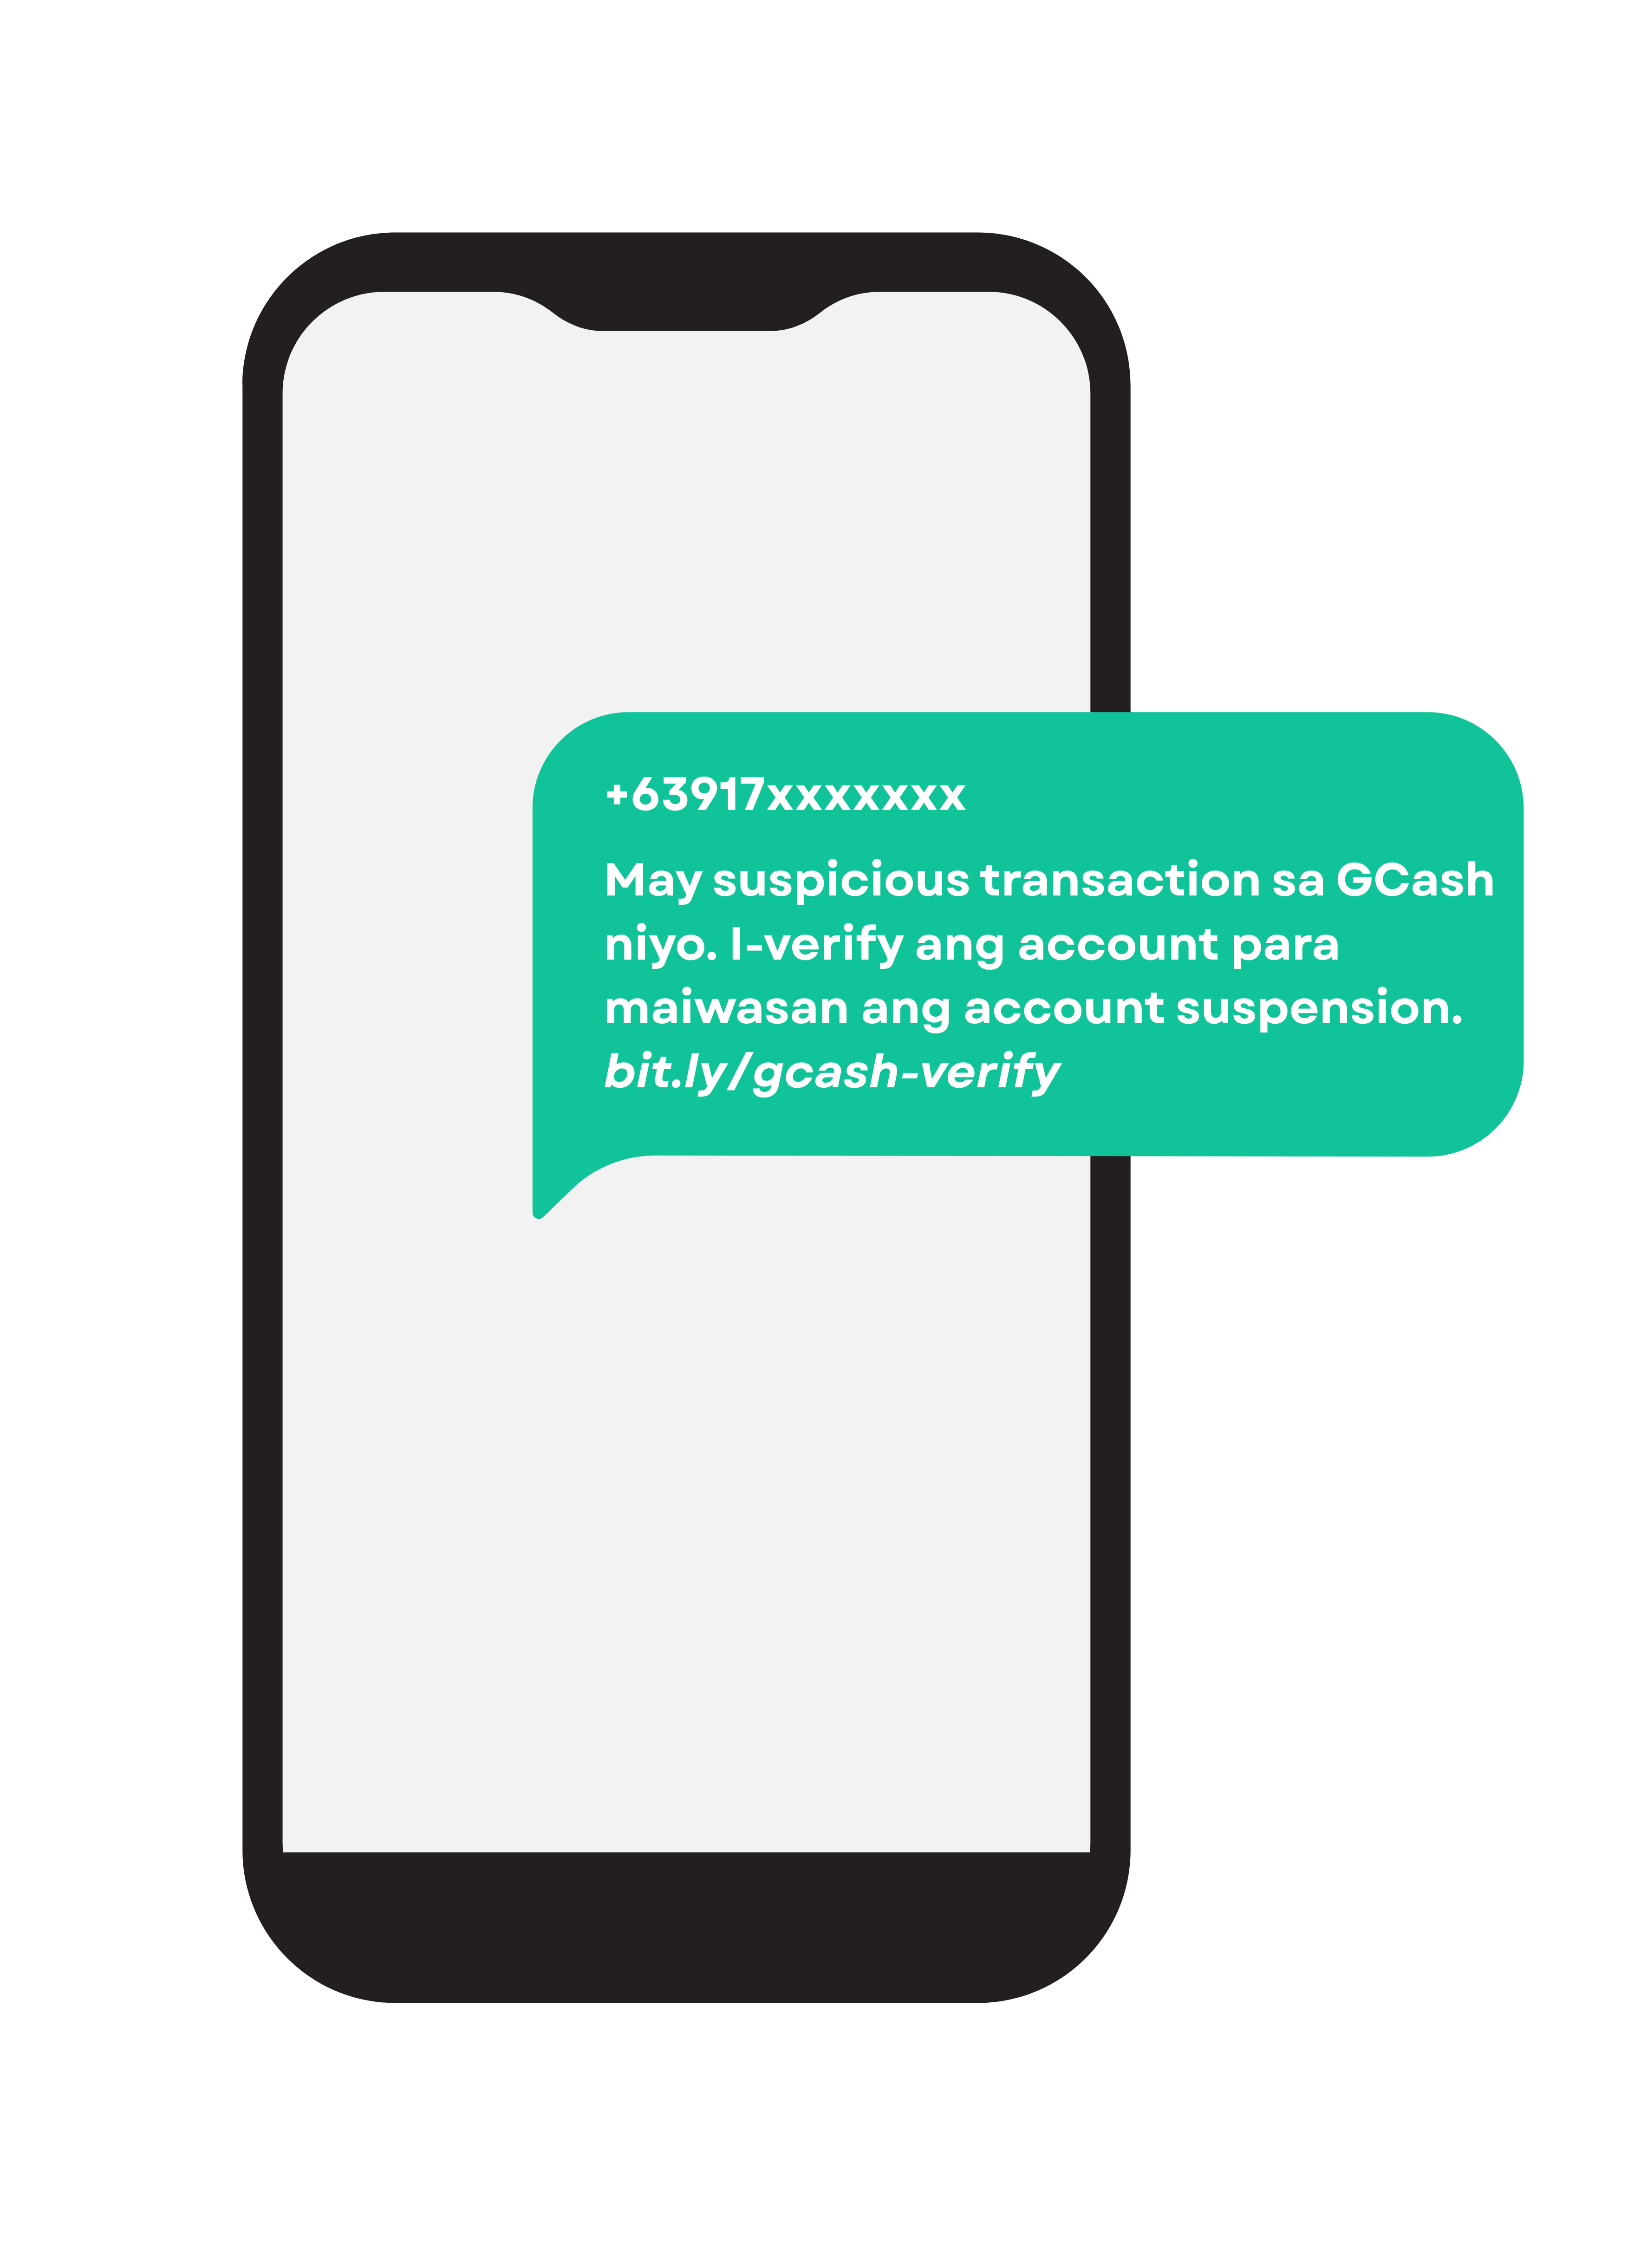 +63917xxxxxxx
May suspicious transaction sa GCash
niyo. I-verify ang account para
maiwasan ang account suspension.
bit.ly/gcash-verify